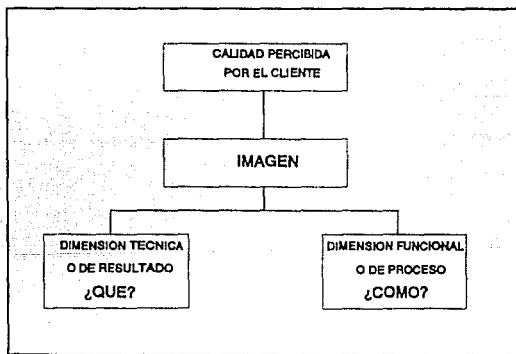 CALIDAD PERCIBIDA
POR EL CLIENTE
IMAGEN
DIMENSION TECNICA
O DE RESULTADO
¿QUE?
DIMENSION FUNCIONAL
O DE PROCESO
¿COMO?